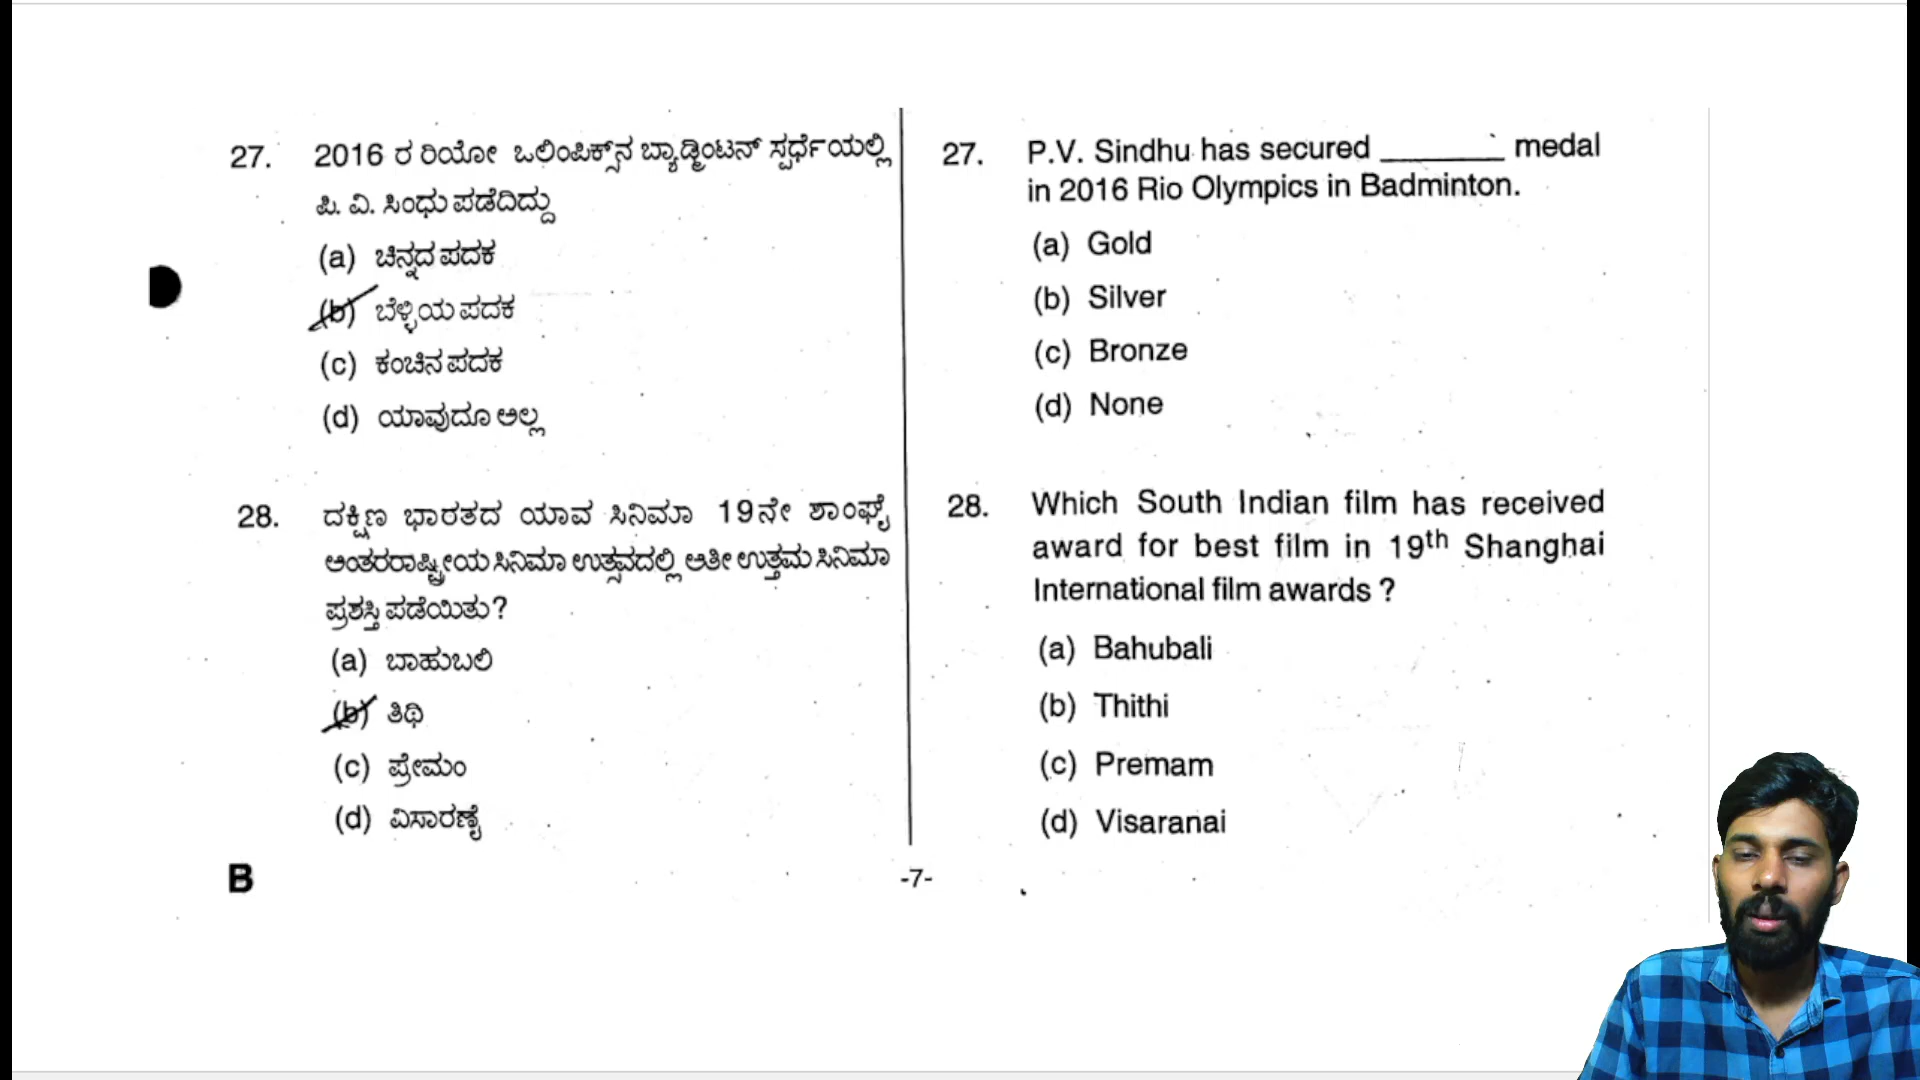 27. 2016 ರ ರಿಯೋ ಒಲಿಂಪಿಕ್ಸ್‌ನ ಬ್ಯಾಡ್ಮಿಂಟನ್ ಸ್ಪರ್ಧೆಯಲ್ಲಿ
ಪಿ. ವಿ. ಸಿಂಧು ಪಡೆದಿದ್ದು
(a) ಚಿನ್ನದ ಪದಕ
(b) ಬೆಳ್ಳಿಯ ಪದಕ
(c) ಕಂಚಿನ ಪದಕ
(d) ಯಾವುದೂ ಅಲ್ಲ
28. ದಕ್ಷಿಣ ಭಾರತದ ಯಾವ ಸಿನಿಮಾ 19ನೇ ಶಾಂಘೈ
ಅಂತರರಾಷ್ಟ್ರೀಯ ಸಿನಿಮಾ ಉತ್ಸವದಲ್ಲಿ ಅತೀ ಉತ್ತಮ ಸಿನಿಮಾ
ಪ್ರಶಸ್ತಿ ಪಡೆಯಿತು?
(a) ಬಾಹುಬಲಿ
(b) ತಿಥಿ
(c) ಪ್ರೇಮಂ
(d) ವಿಸಾರಣೈ
B
27. P.V. Sindhu has secured ________ medal
in 2016 Rio Olympics in Badminton.
(a) Gold
(b) Silver
(c) Bronze
(d) None
28. Which South Indian film has received
award for best film in 19th Shanghai
International film awards ?
(a) Bahubali
(b) Thithi
(c) Premam
(d) Visaranai
-7-